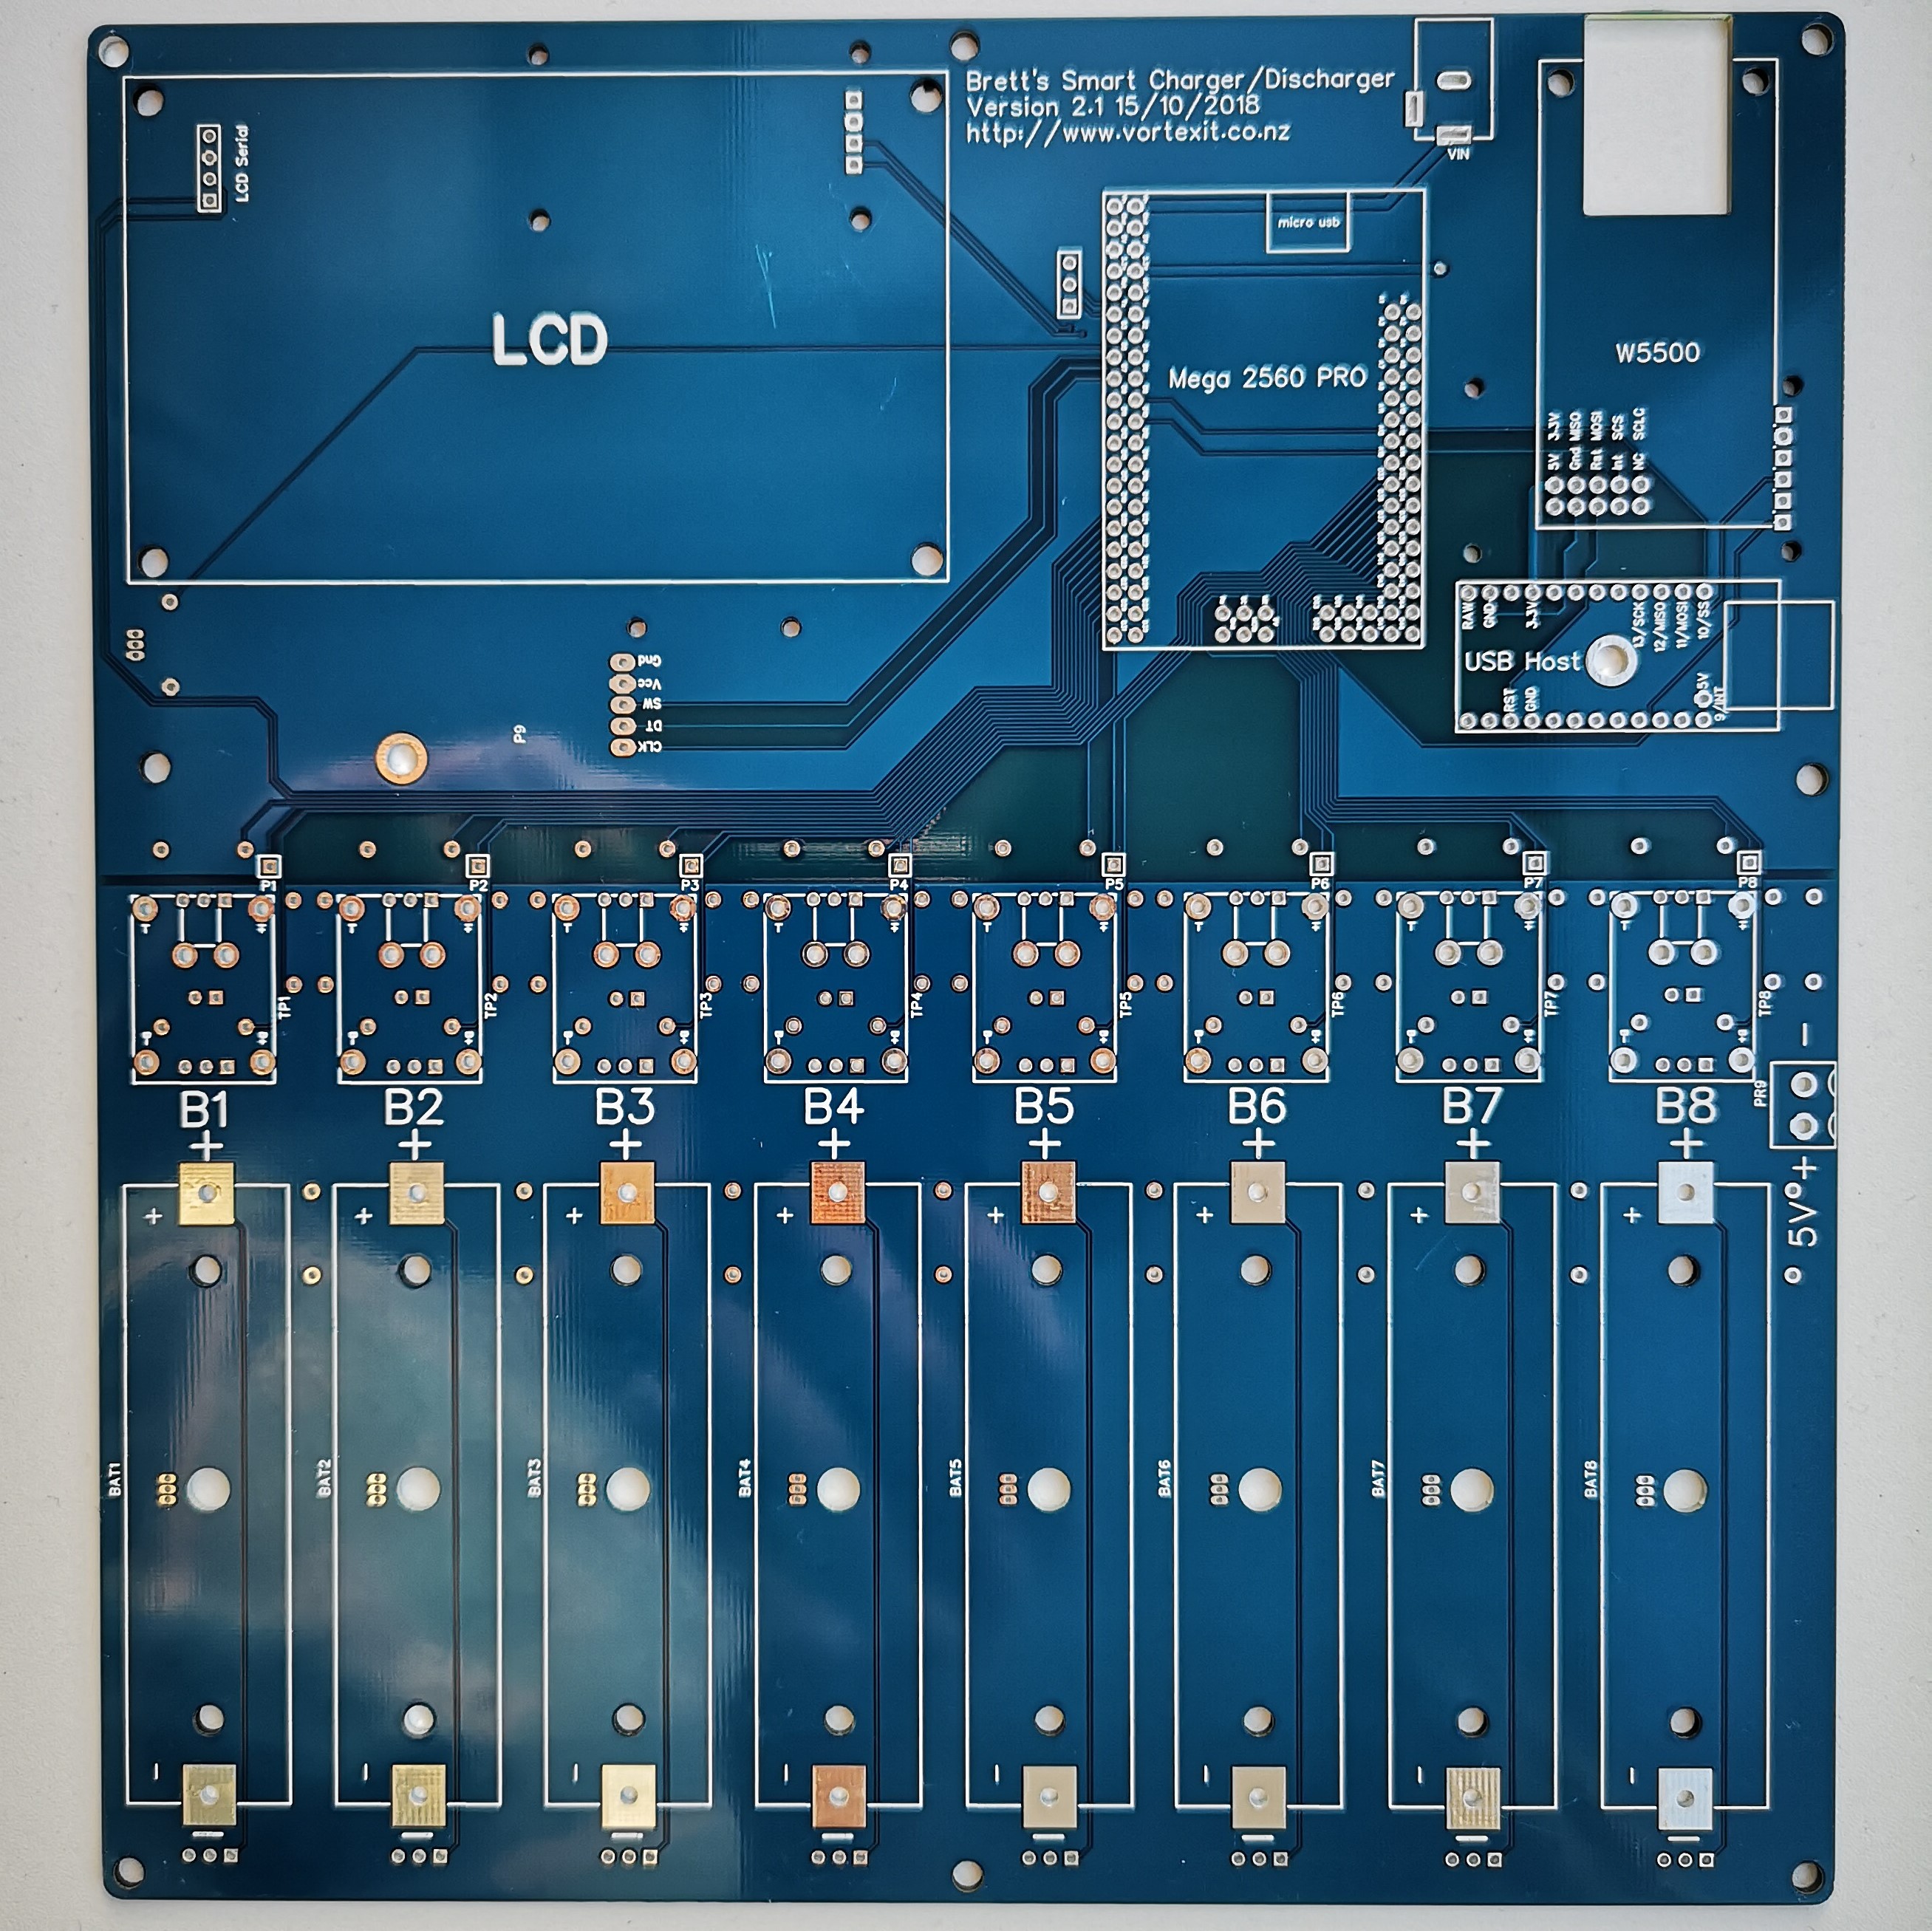 Brett's Smart Charger/Discharger
Version 2.1 15/10/2018
http://www.vortexit.co.nz
VIN
LCD Serial
micro usb
LCD
Mega 2560 PRO
W5500
5V 3.3V
Gnd MISO
Rst MOSI
Int SCS
NC SCLC
RAW
GND
3.3V
13/SCK
12/MISO
11/MOSI
10/SS
USB Host
RST
GND
5V
9/INT
Gnd
Vcc
SW
DT
CLK
P9
P1 P2 P3 P4 P5 P6 P7 P8
TP1 TP2 TP3 TP4 TP5 TP6 TP7 TP8
B1 B2 B3 B4 B5 B6 B7 B8
+ + + + + + + +
PR9
-
5V +
+ + + + + + + +
BAT1 BAT2 BAT3 BAT4 BAT5 BAT6 BAT7 BAT8
- - - - - - - -